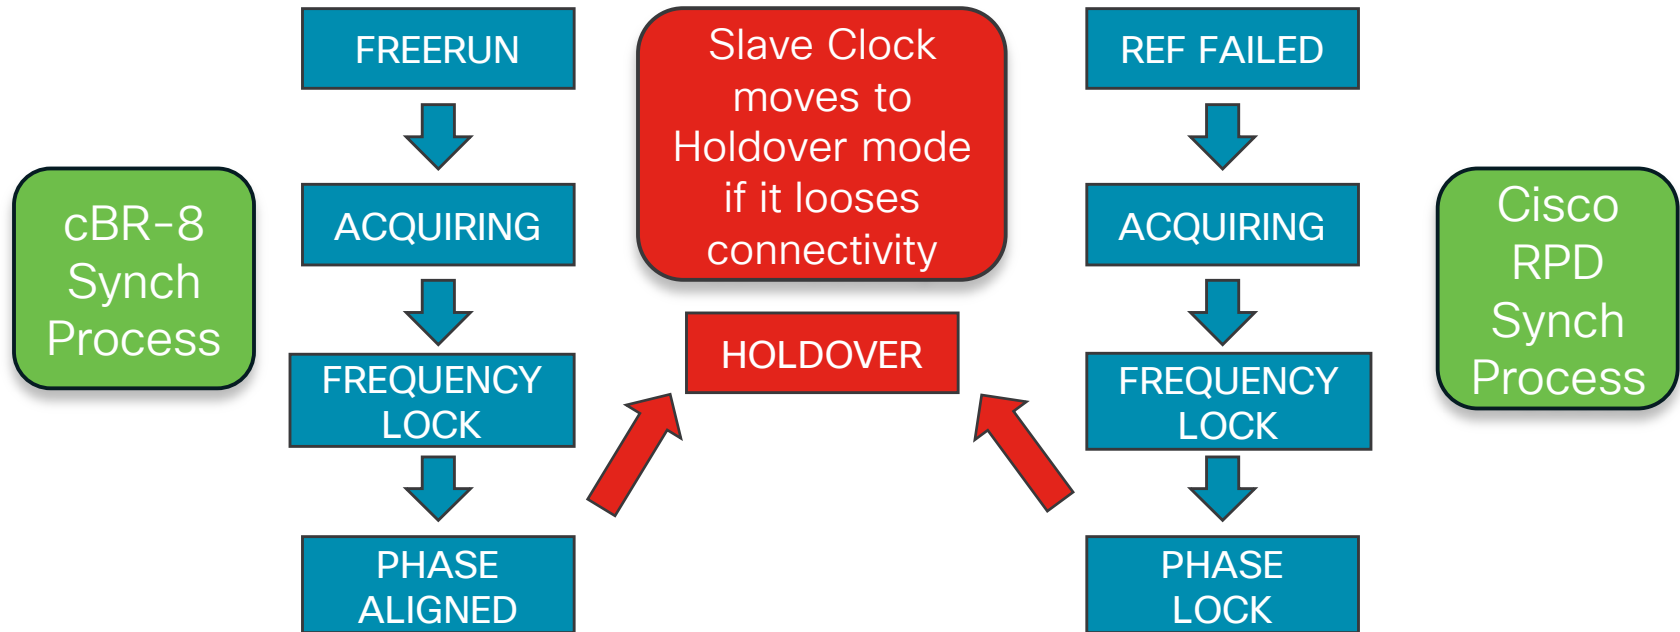 cBR-8
Synch
Process
FREERUN
ACQUIRING
FREQUENCY
LOCK
PHASE
ALIGNED
Slave Clock
moves to
Holdover mode
if it looses
connectivity
HOLDOVER
REF FAILED
ACQUIRING
FREQUENCY
LOCK
PHASE
LOCK
Cisco
RPD
Synch
Process